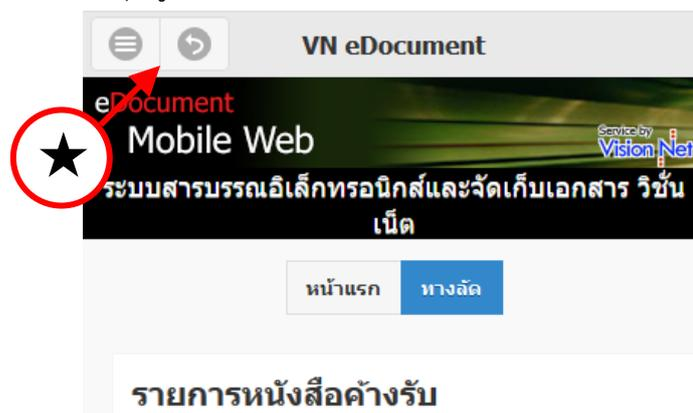 VN eDocument
eDocument
Mobile Web
Service by
Vision Net
ระบบสารบรรณอิเล็กทรอนิกส์และจัดเก็บเอกสาร วิชั่น
เน็ต
หน้าแรก ทางลัด
รายการหนังสือค้างรับ